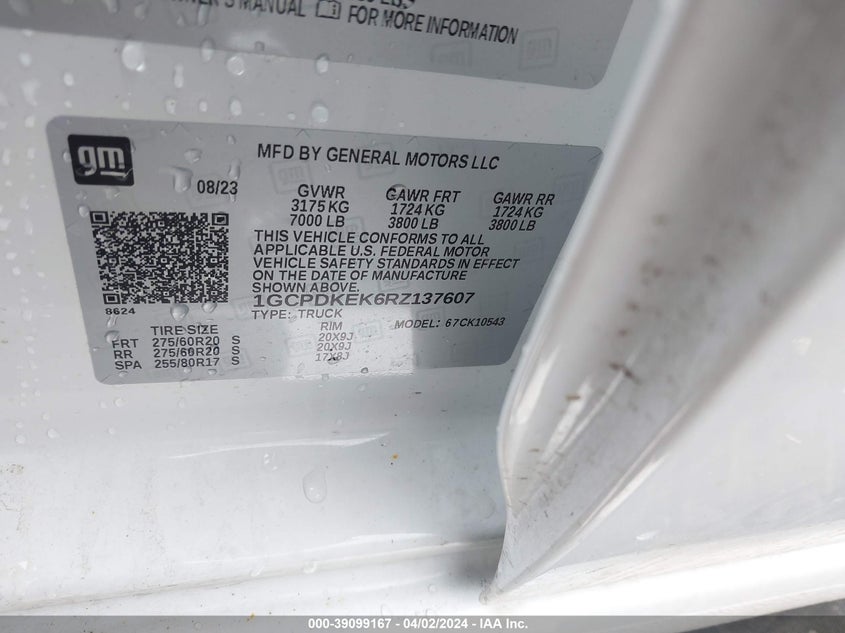 OWNER'S MANUAL FOR MORE INFORMATION
gm
MFD BY GENERAL MOTORS LLC
08/23 GVWR GAWR FRT GAWR RR
3175 KG 1724 KG 1724 KG
7000 LB 3800 LB 3800 LB
THIS VEHICLE CONFORMS TO ALL
APPLICABLE U.S. FEDERAL MOTOR
VEHICLE SAFETY STANDARDS IN EFFECT
ON THE DATE OF MANUFACTURE
SHOWN ABOVE.
8624 1GCPDKEK6RZ137607
TYPE: TRUCK MODEL: 67CK10543
TIRE SIZE RIM
FRT 275/60R20 S 20X9J
RR 275/60R20 S 20X9J
SPA 255/80R17 S 17X8J
000-39099167 - 04/02/2024 - IAA Inc.